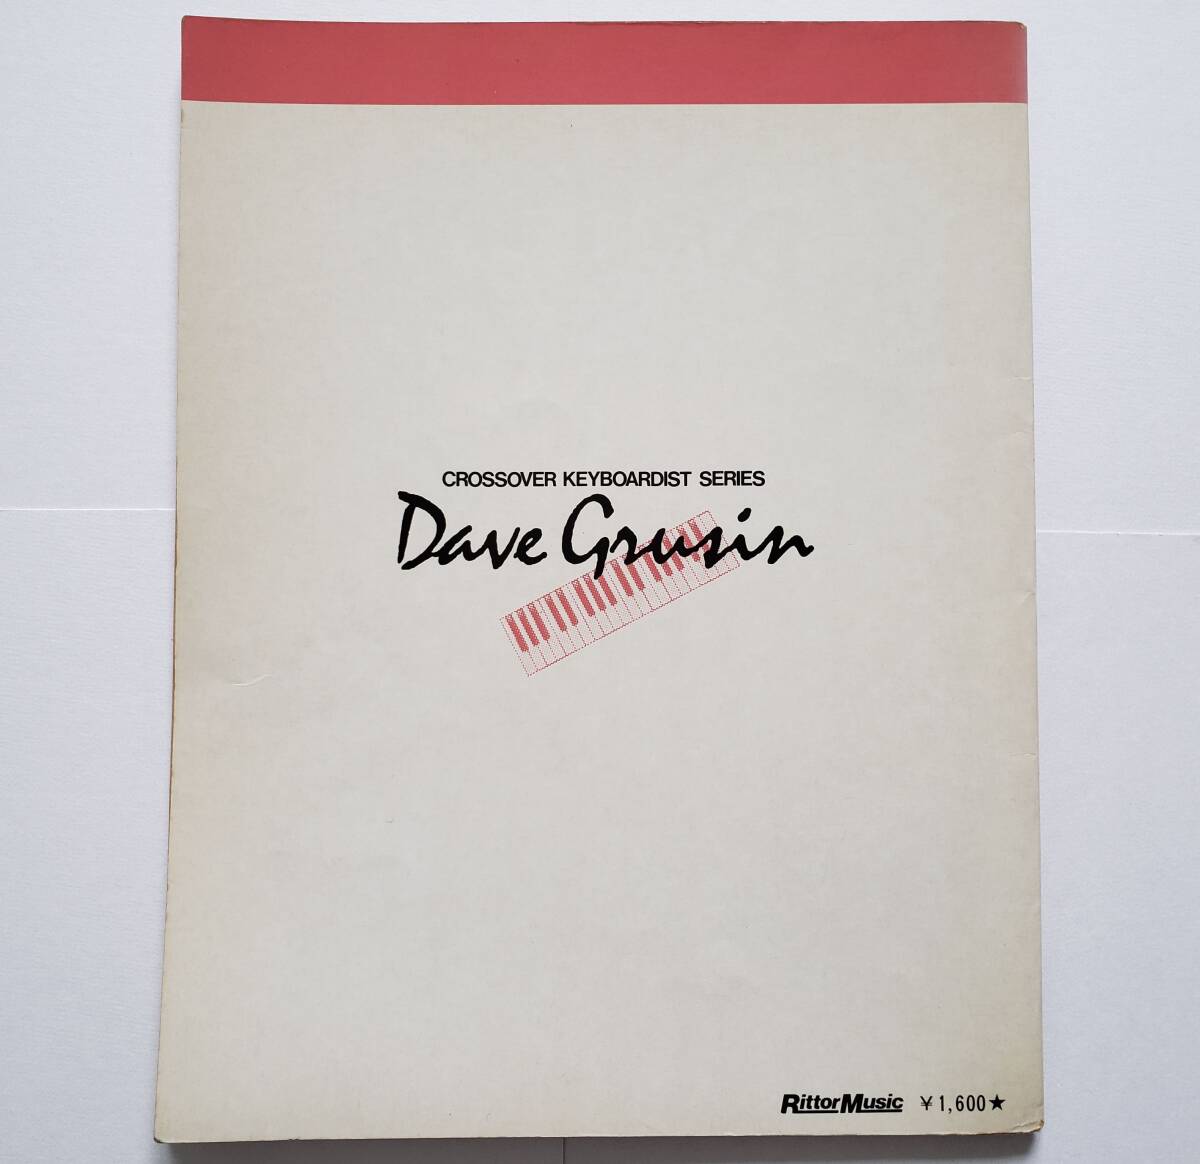 CROSSOVER KEYBOARDIST SERIES
Dave Grusin
RittorMusic ¥1,600★